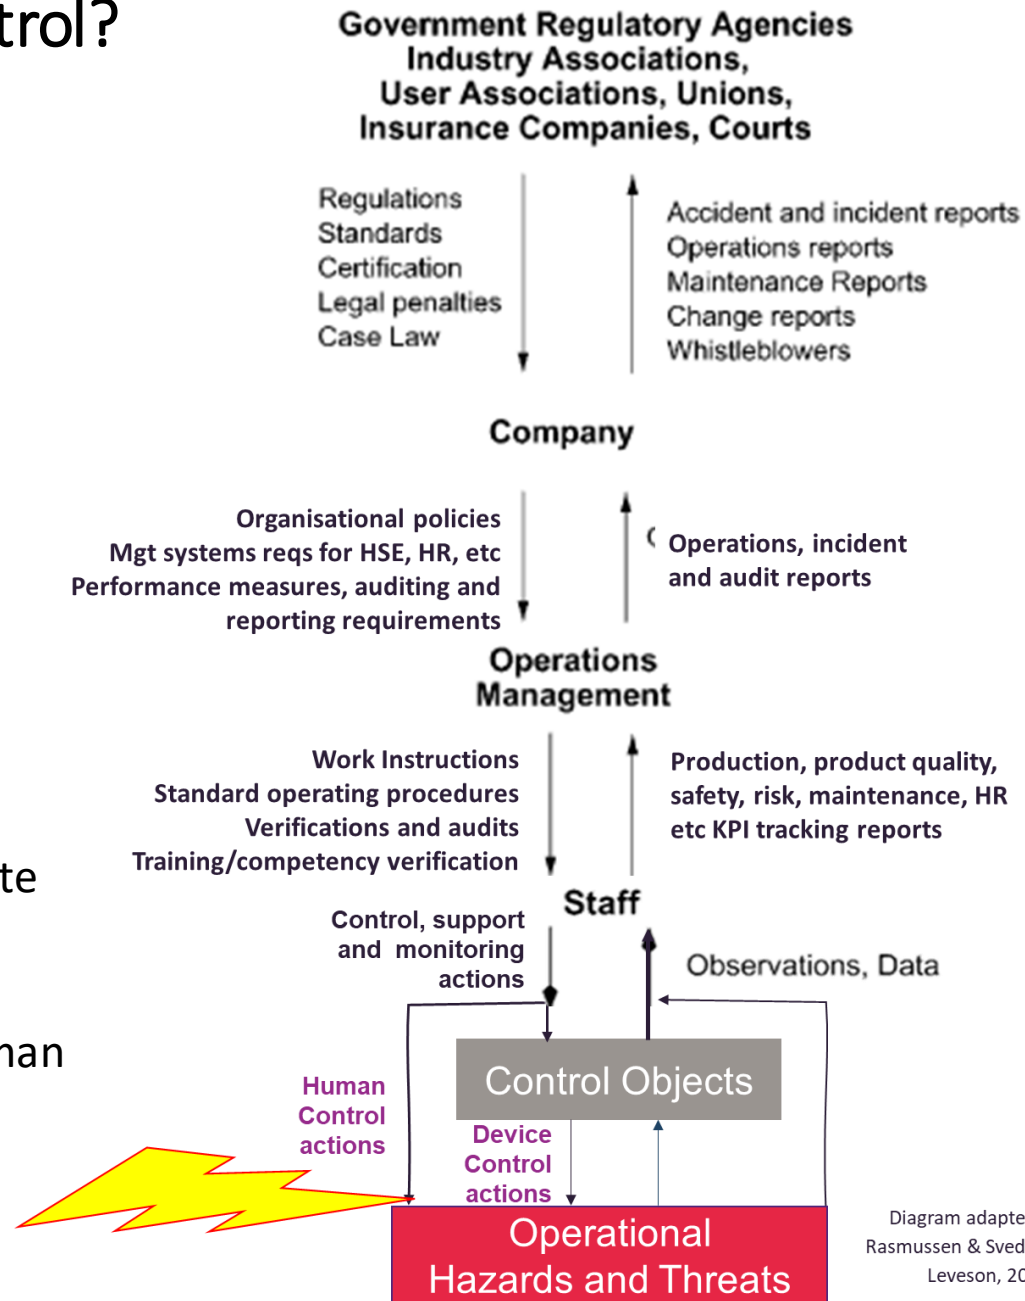 trol?
Government Regulatory Agencies
Industry Associations,
User Associations, Unions,
Insurance Companies, Courts
Regulations
Standards
Certification
Legal penalties
Case Law
Accident and incident reports
Operations reports
Maintenance Reports
Change reports
Whistleblowers
Company
Organisational policies
Mgt systems reqs for HSE, HR, etc
Performance measures, auditing and
reporting requirements
Operations, incident
and audit reports
Operations
Management
Work Instructions
Standard operating procedures
Verifications and audits
Training/competency verification
Production, product quality,
safety, risk, maintenance, HR
etc KPI tracking reports
te
Staff
Control, support
and monitoring
actions
Observations, Data
man
Control Objects
Human
Control
actions
Device
Control
actions
Operational
Hazards and Threats
Diagram adapte
Rasmussen & Sved
Leveson, 20